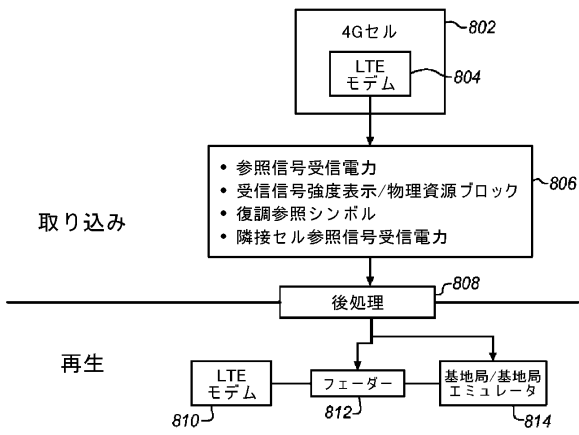 4Gセル
802
LTE
モデム
804
• 参照信号受信電力
• 受信信号強度表示/物理資源ブロック
• 復調参照シンボル
• 隣接セル参照信号受信電力
806
取り込み
後処理
808
再生
LTE
モデム
810
フェーダー
812
基地局/基地局
エミュレータ
814